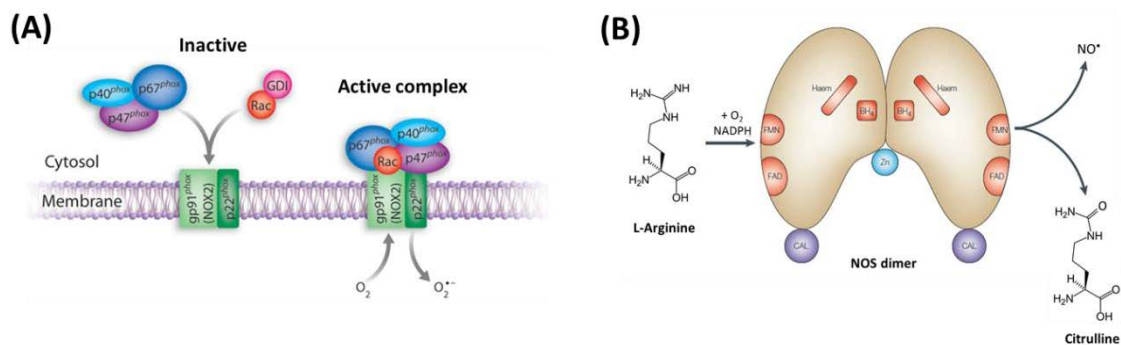 (A)
Inactive
p40phox
p67phox
p47phox
GDI
Rac
Active complex
p67phox
p40phox
Rac
p47phox
Cytosol
Membrane
gp91phox
(NOX2)
p22phox
gp91phox
(NOX2)
p22phox
O2
O2•−
(B)
H2N
NH
NH
H
H2N
O
OH
L-Arginine
+ O2
NADPH
Haem
Haem
BH4
BH4
FMN
FMN
FAD
FAD
Zn
CAL
CAL
NOS dimer
NO•
H2N
O
NH
H
H2N
O
OH
Citrulline